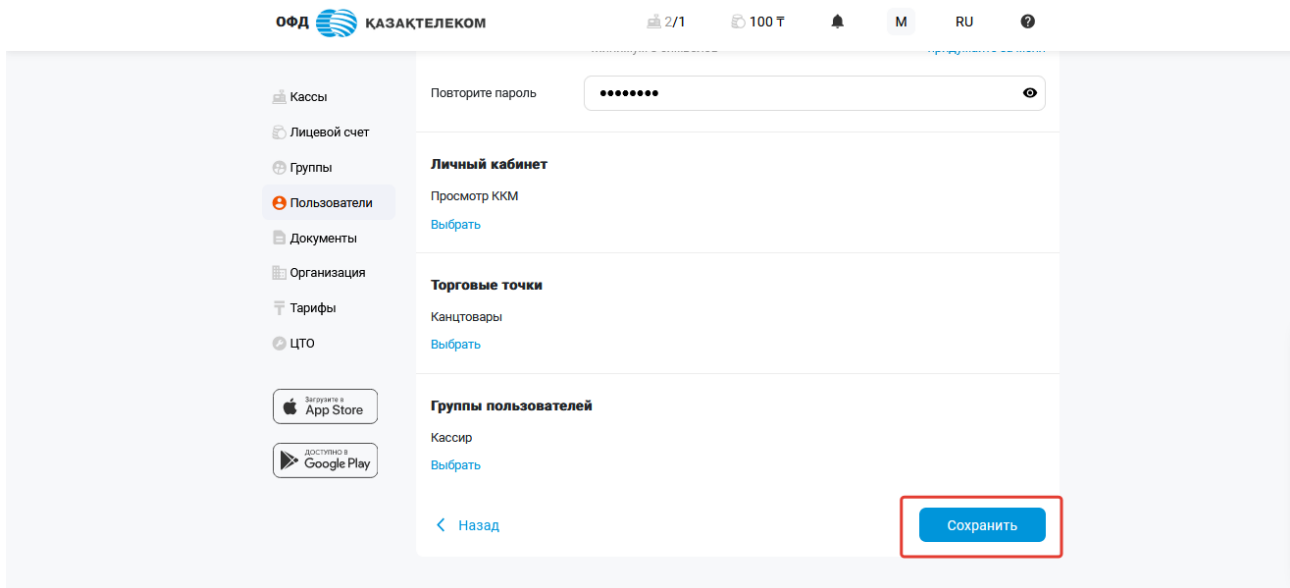 ОФД ҚАЗАҚТЕЛЕКОМ 2/1 100 ₸ M RU
Повторите пароль
Кассы
Лицевой счет
Группы
Пользователи
Документы
Организация
Тарифы
ЦТО
Загрузите в
App Store
ДОСТУПНО В
Google Play
Личный кабинет
Просмотр ККМ
Выбрать
Торговые точки
Канцтовары
Выбрать
Группы пользователей
Кассир
Выбрать
Назад
Сохранить